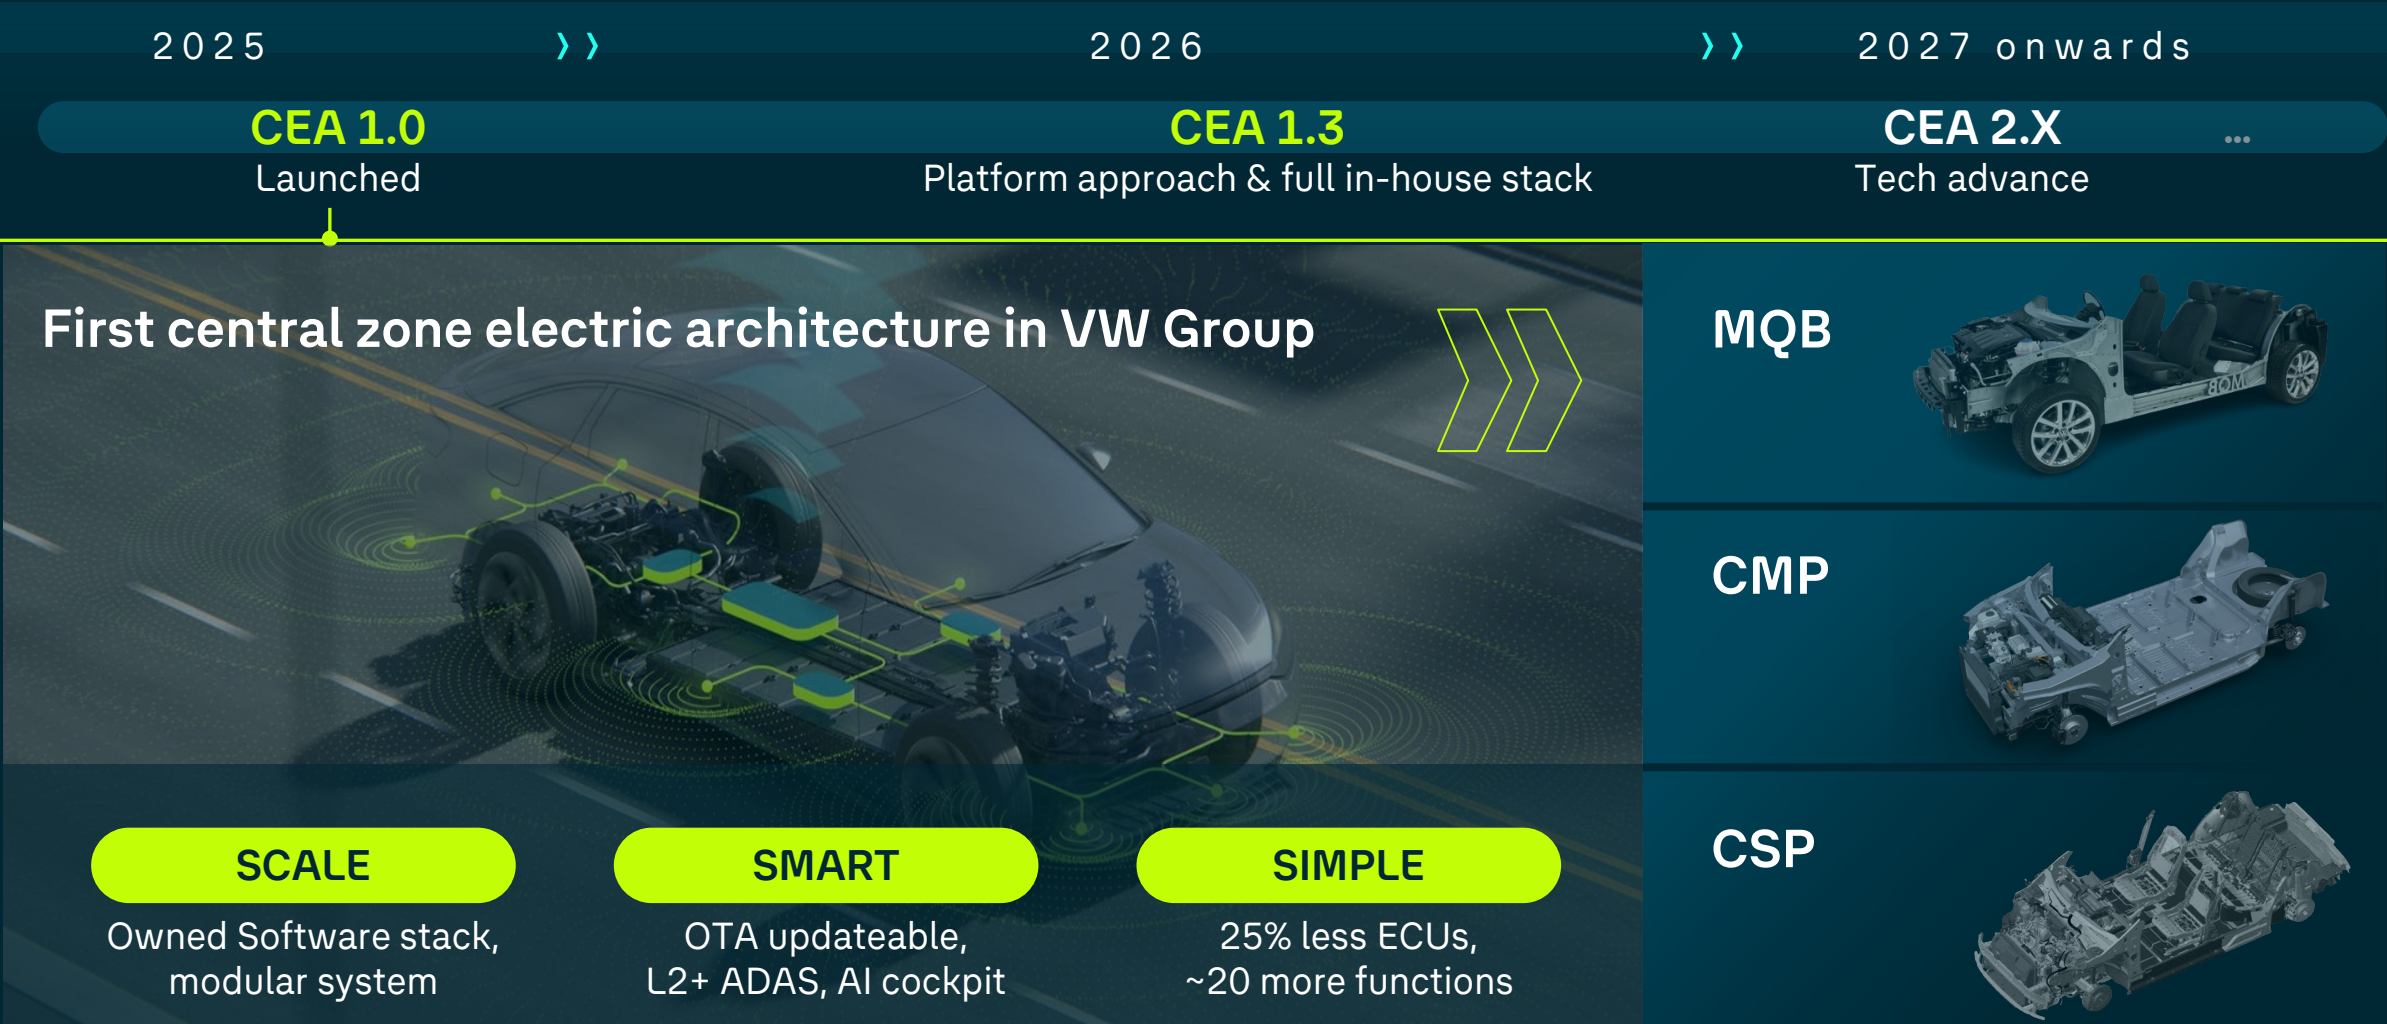 2025
2026
2027 onwards
CEA 1.0
CEA 1.3
CEA 2.X
...
Launched
Platform approach & full in-house stack
Tech advance
First central zone electric architecture in VW Group
MQB
MQB
CMP
CSP
SCALE
SMART
SIMPLE
Owned Software stack,
modular system
OTA updateable,
L2+ ADAS, AI cockpit
25% less ECUs,
~20 more functions